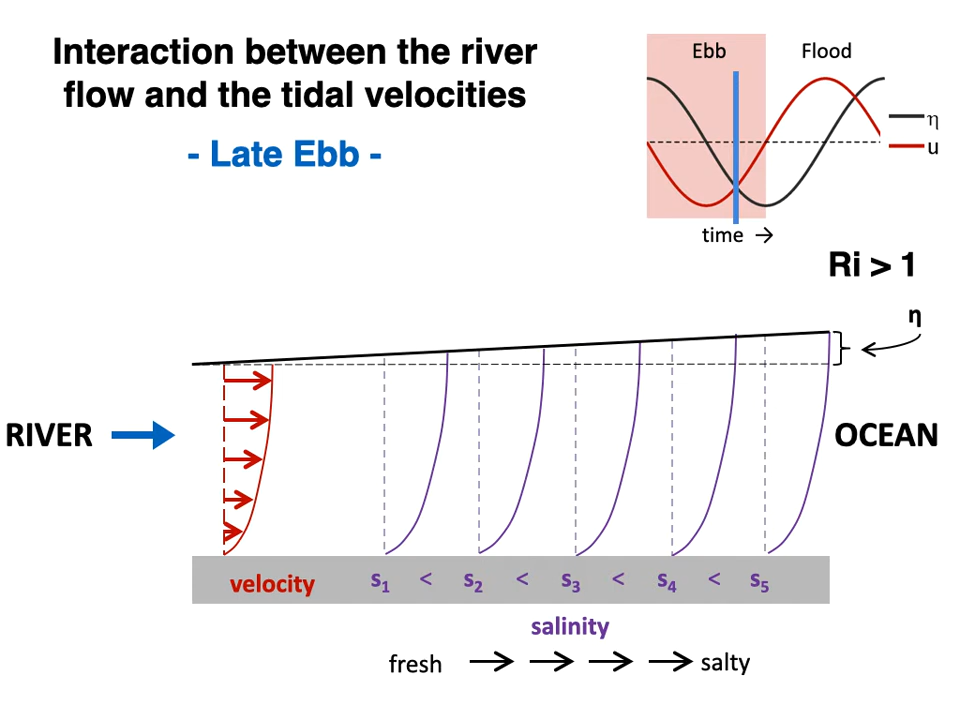 Interaction between the river
flow and the tidal velocities
- Late Ebb -
Ebb Flood
η
u
time →
Ri > 1
η
RIVER
OCEAN
velocity s1 < s2 < s3 < s4 < s5
salinity
fresh salty